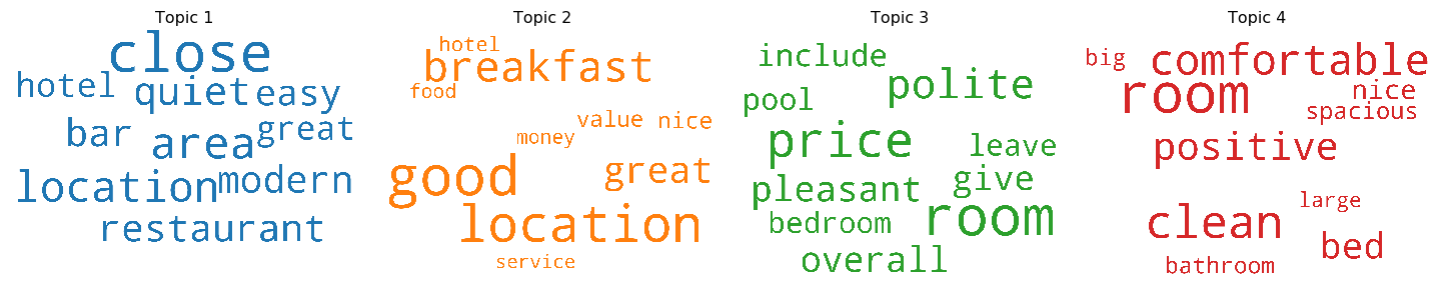 Topic 1
close
hotel quiet easy
bar area great
location modern
restaurant
Topic 2
hotel
breakfast
food
money value nice
good great
location
service
Topic 3
include
pool polite
price leave
pleasant give
bedroom room
overall
Topic 4
big comfortable
room nice
spacious
positive
large
clean bed
bathroom